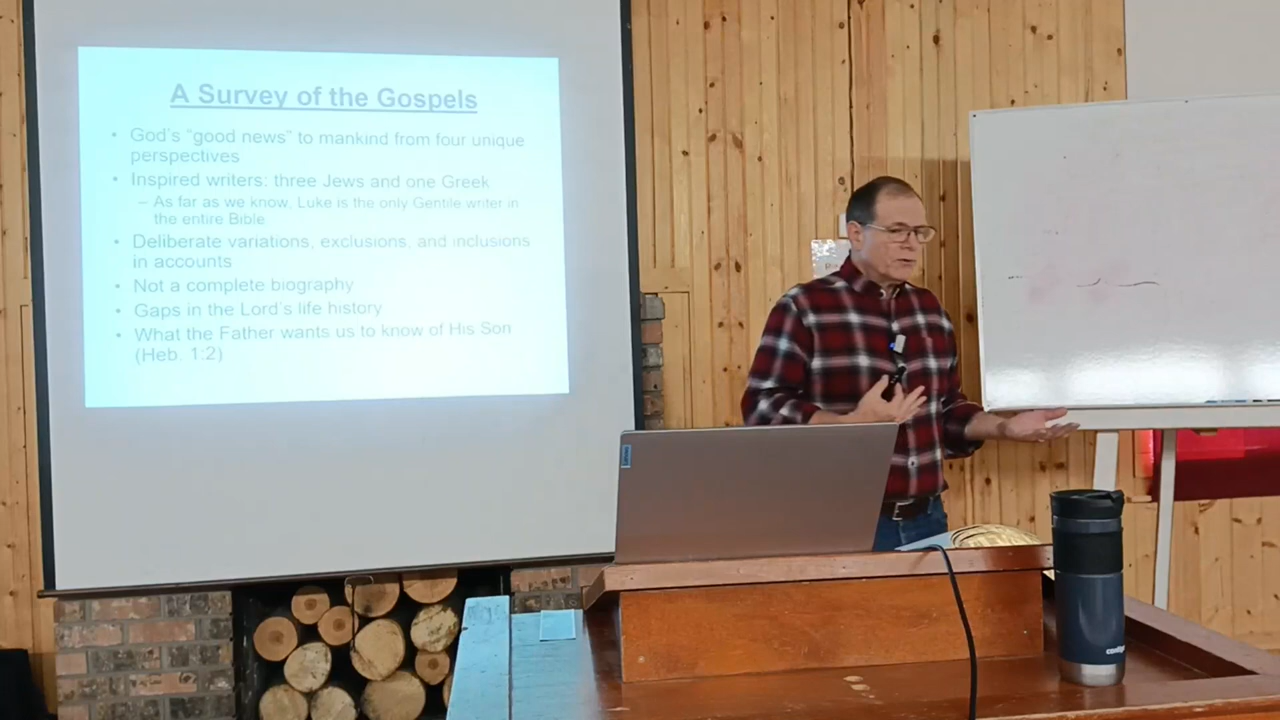 A Survey of the Gospels
• God's "good news" to mankind from four unique
perspectives
• Inspired writers: three Jews and one Greek
– As far as we know, Luke is the only Gentile writer in
the entire Bible
• Deliberate variations, exclusions, and inclusions
in accounts
• Not a complete biography
• Gaps in the Lord's life history
• What the Father wants us to know of His Son
(Heb. 1:2)
Lenovo
contigo